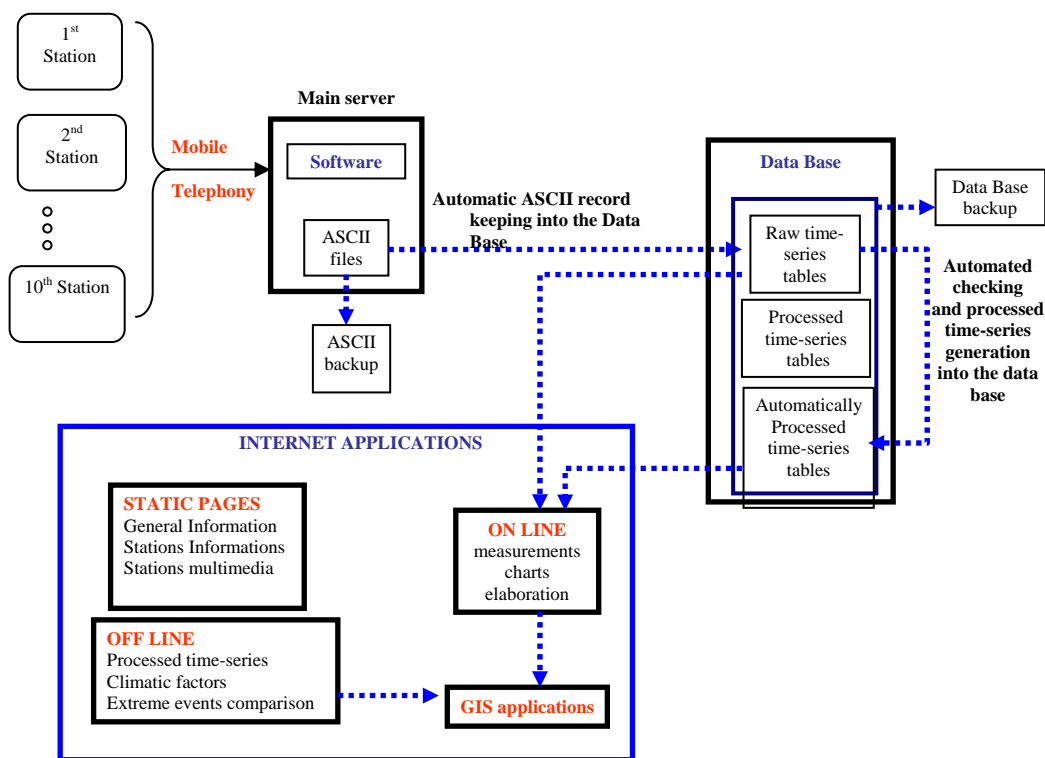 1st
Station
2nd
Station
10th Station
Mobile
Telephony
Main server
Software
ASCII
files
ASCII
backup
Automatic ASCII record
keeping into the Data
Base
Data Base
Raw time-
series
tables
Processed
time-series
tables
Automatically
Processed
time-series
tables
Data Base
backup
Automated
checking
and processed
time-series
generation
into the data
base
INTERNET APPLICATIONS
STATIC PAGES
General Information
Stations Informations
Stations multimedia
OFF LINE
Processed time-series
Climatic factors
Extreme events comparison
ON LINE
measurements
charts
elaboration
GIS applications